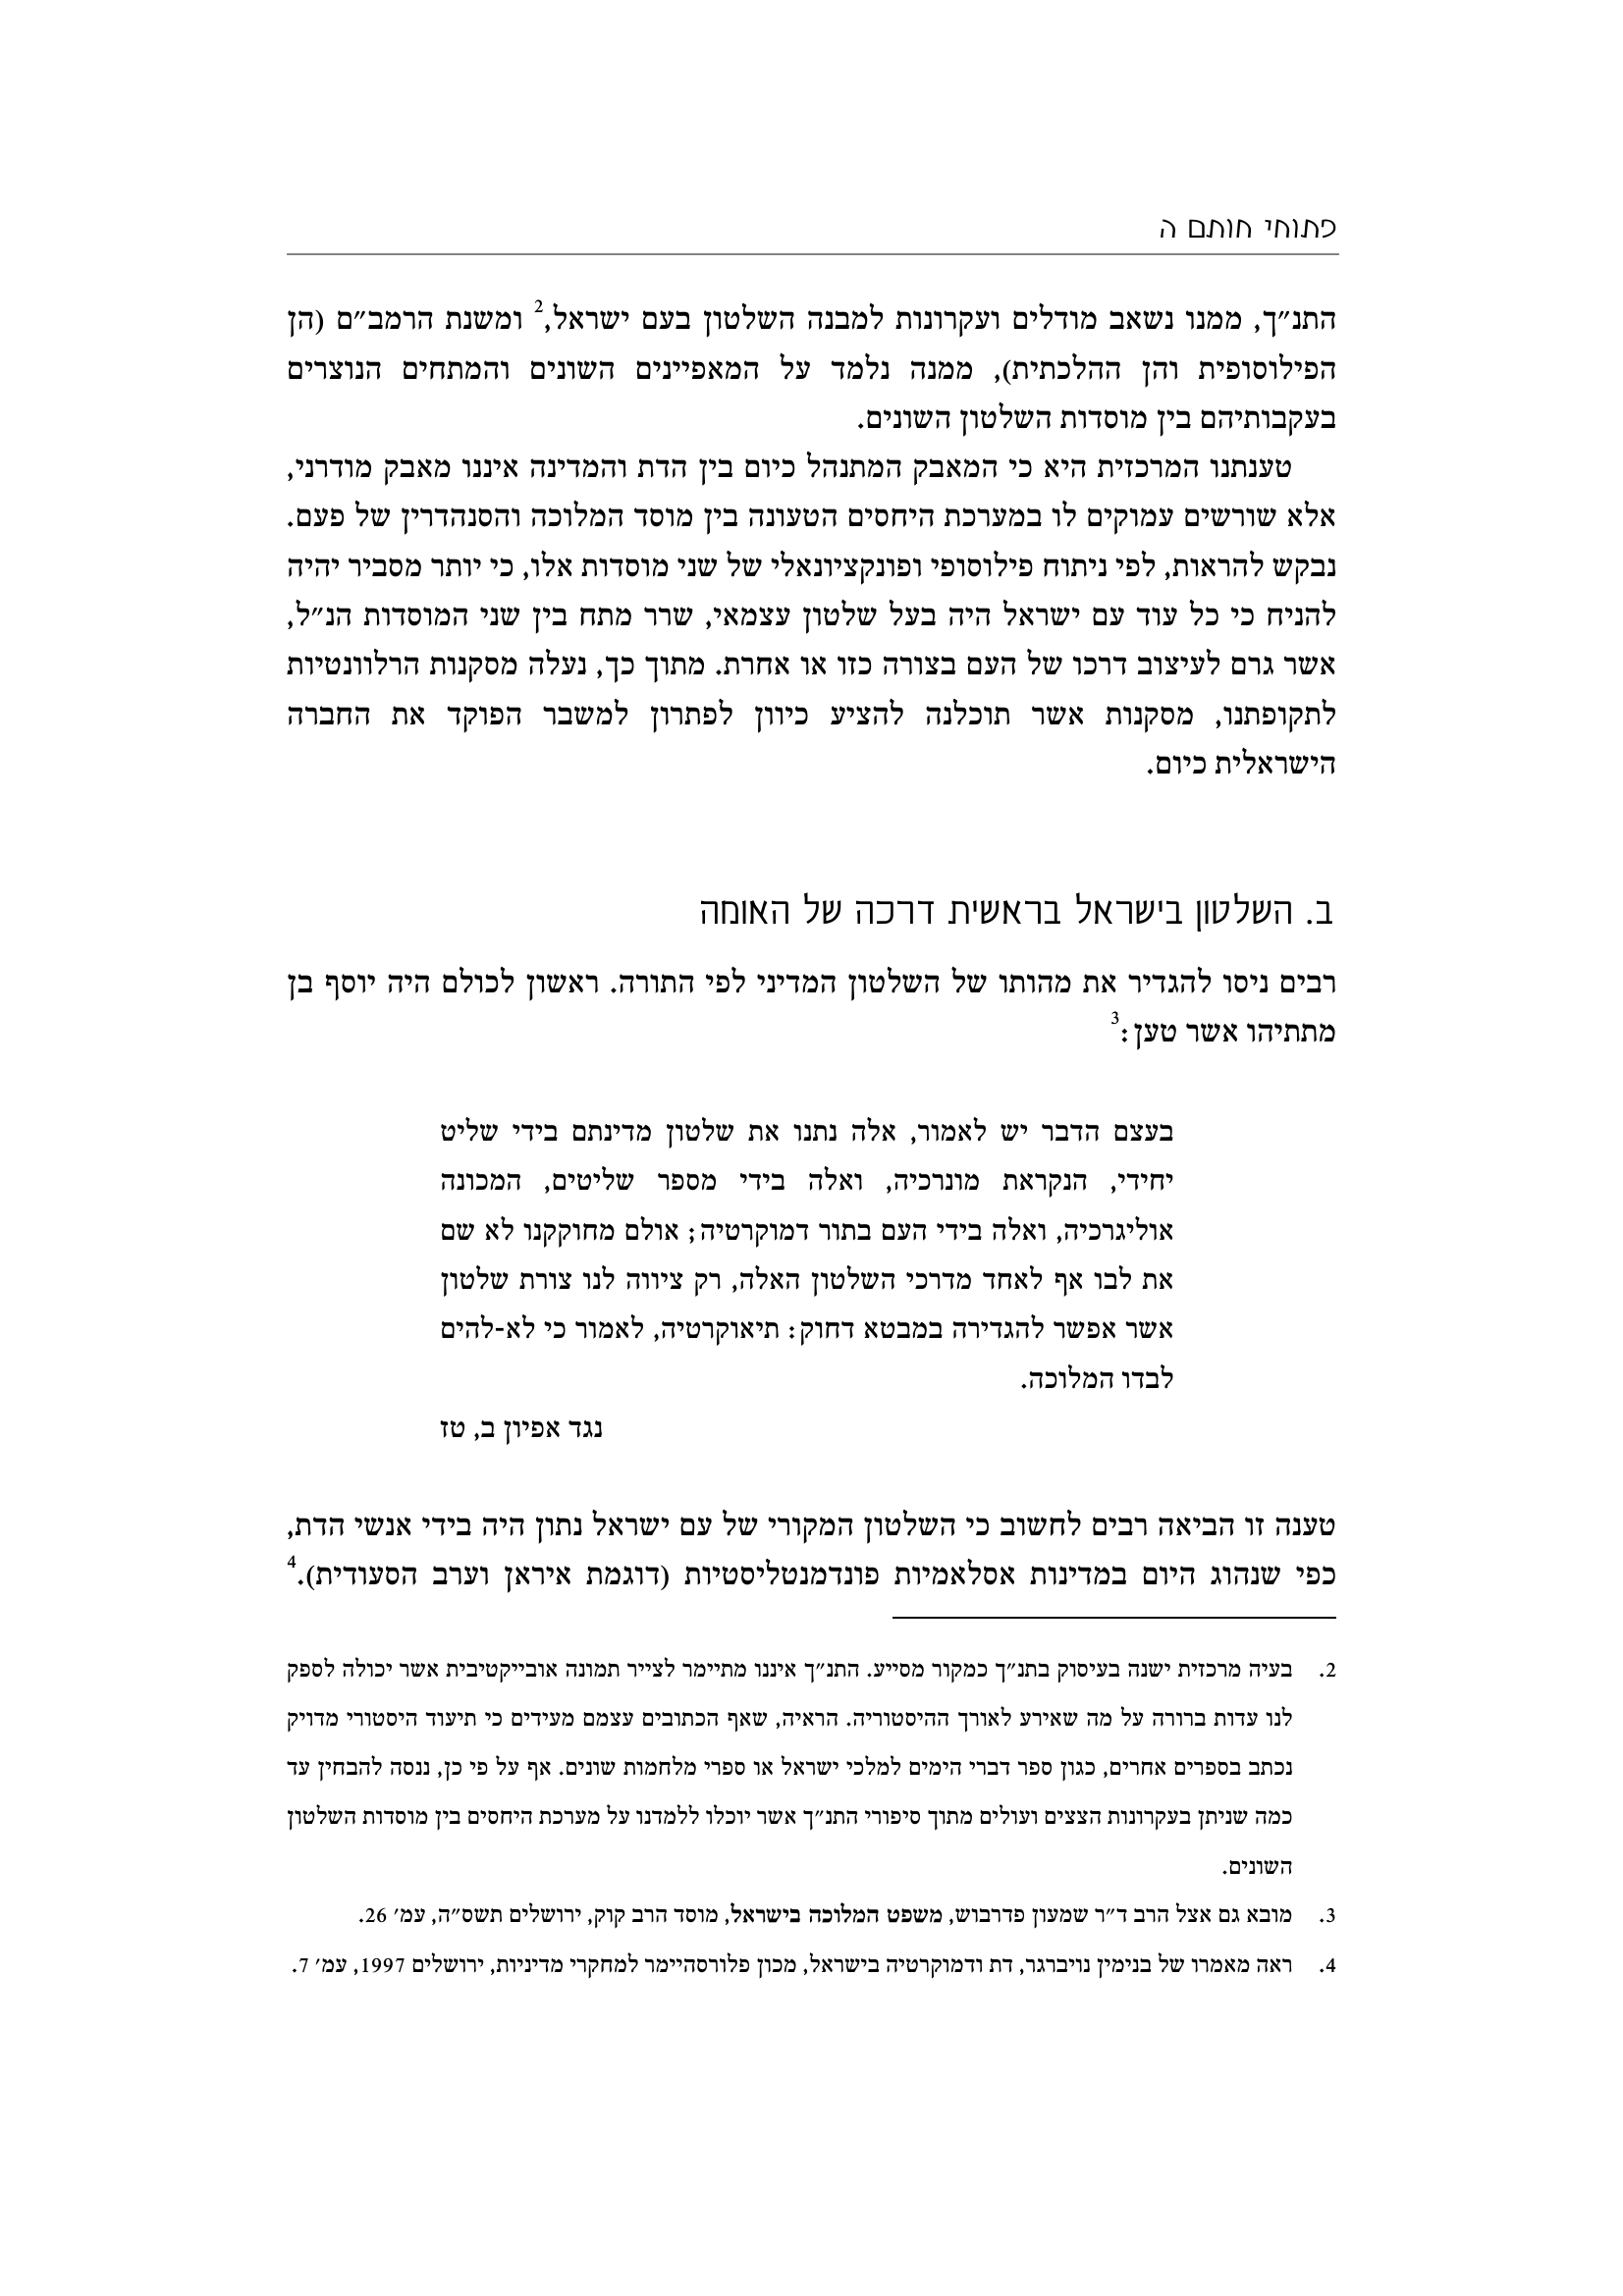 פתוחי חותם ה
התנ״ך, ממנו נשאב מודלים ועקרונות למבנה השלטון בעם ישראל,2 ומשנת הרמב״ם (הן
הפילוסופית והן ההלכתית), ממנה נלמד על המאפיינים השונים והמתחים הנוצרים
בעקבותיהם בין מוסדות השלטון השונים.
טענתנו המרכזית היא כי המאבק המתנהל כיום בין הדת והמדינה איננו מאבק מודרני,
אלא שורשים עמוקים לו במערכת היחסים הטעונה בין מוסד המלוכה והסנהדרין של פעם.
נבקש להראות, לפי ניתוח פילוסופי ופונקציונאלי של שני מוסדות אלו, כי יותר מסביר יהיה
להניח כי כל עוד עם ישראל היה בעל שלטון עצמאי, שרר מתח בין שני המוסדות הנ״ל,
אשר גרם לעיצוב דרכו של העם בצורה כזו או אחרת. מתוך כך, נעלה מסקנות הרלוונטיות
לתקופתנו, מסקנות אשר תוכלנה להציע כיוון לפתרון למשבר הפוקד את החברה
הישראלית כיום.
ב. השלטון בישראל בראשית דרכה של האומה
רבים ניסו להגדיר את מהותו של השלטון המדיני לפי התורה. ראשון לכולם היה יוסף בן
מתתיהו אשר טען:3
בעצם הדבר יש לאמור, אלה נתנו את שלטון מדינתם בידי שליט
יחידי, הנקראת מונרכיה, ואלה בידי מספר שליטים, המכונה
אוליגרכיה, ואלה בידי העם בתור דמוקרטיה; אולם מחוקקנו לא שם
את לבו אף לאחד מדרכי השלטון האלה, רק ציווה לנו צורת שלטון
אשר אפשר להגדירה במבטא דחוק: תיאוקרטיה, לאמור כי לא-להים
לבדו המלוכה.
נגד אפיון ב, טז
טענה זו הביאה רבים לחשוב כי השלטון המקורי של עם ישראל נתון היה בידי אנשי הדת,
כפי שנהוג היום במדינות אסלאמיות פונדמנטליסטיות (דוגמת איראן וערב הסעודית).4
2. בעיה מרכזית ישנה בעיסוק בתנ״ך כמקור מסייע. התנ״ך איננו מתיימר לצייר תמונה אובייקטיבית אשר יכולה לספק
לנו עדות ברורה על מה שאירע לאורך ההיסטוריה. הראיה, שאף הכתובים עצמם מעידים כי תיעוד היסטורי מדויק
נכתב בספרים אחרים, כגון ספר דברי הימים למלכי ישראל או ספרי מלחמות שונים. אף על פי כן, ננסה להבחין עד
כמה שניתן בעקרונות הצצים ועולים מתוך סיפורי התנ״ך אשר יוכלו ללמדנו על מערכת היחסים בין מוסדות השלטון
השונים.
3. מובא גם אצל הרב ד״ר שמעון פדרבוש, משפט המלוכה בישראל, מוסד הרב קוק, ירושלים תשס״ה, עמ׳ 26.
4. ראה מאמרו של בנימין נויברגר, דת ודמוקרטיה בישראל, מכון פלורסהיימר למחקרי מדיניות, ירושלים 1997, עמ׳ 7.